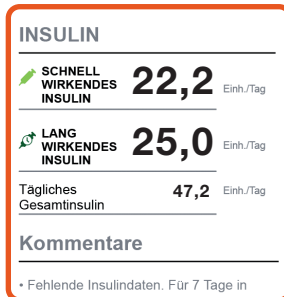 INSULIN
SCHNELL
WIRKENDES
INSULIN
22,2 Einh./Tag
LANG
WIRKENDES
INSULIN
25,0 Einh./Tag
Tägliches
Gesamtinsulin
47,2 Einh./Tag
Kommentare
• Fehlende Insulindaten. Für 7 Tage in